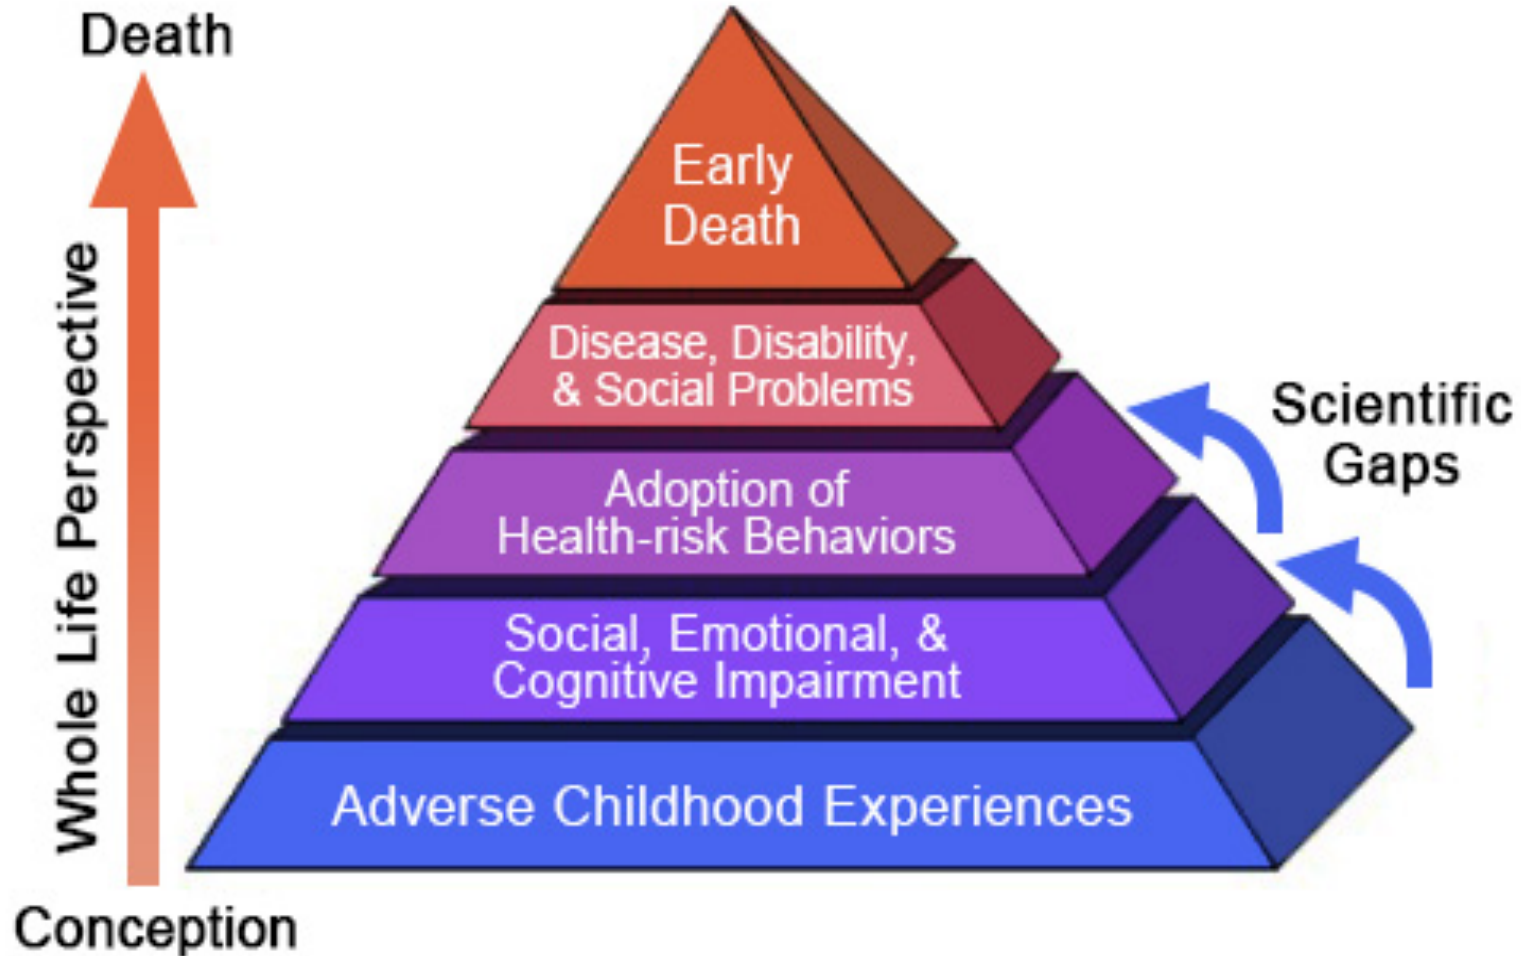 Death
Whole Life Perspective
Conception
Early
Death
Disease, Disability,
& Social Problems
Adoption of
Health-risk Behaviors
Social, Emotional, &
Cognitive Impairment
Adverse Childhood Experiences
Scientific
Gaps